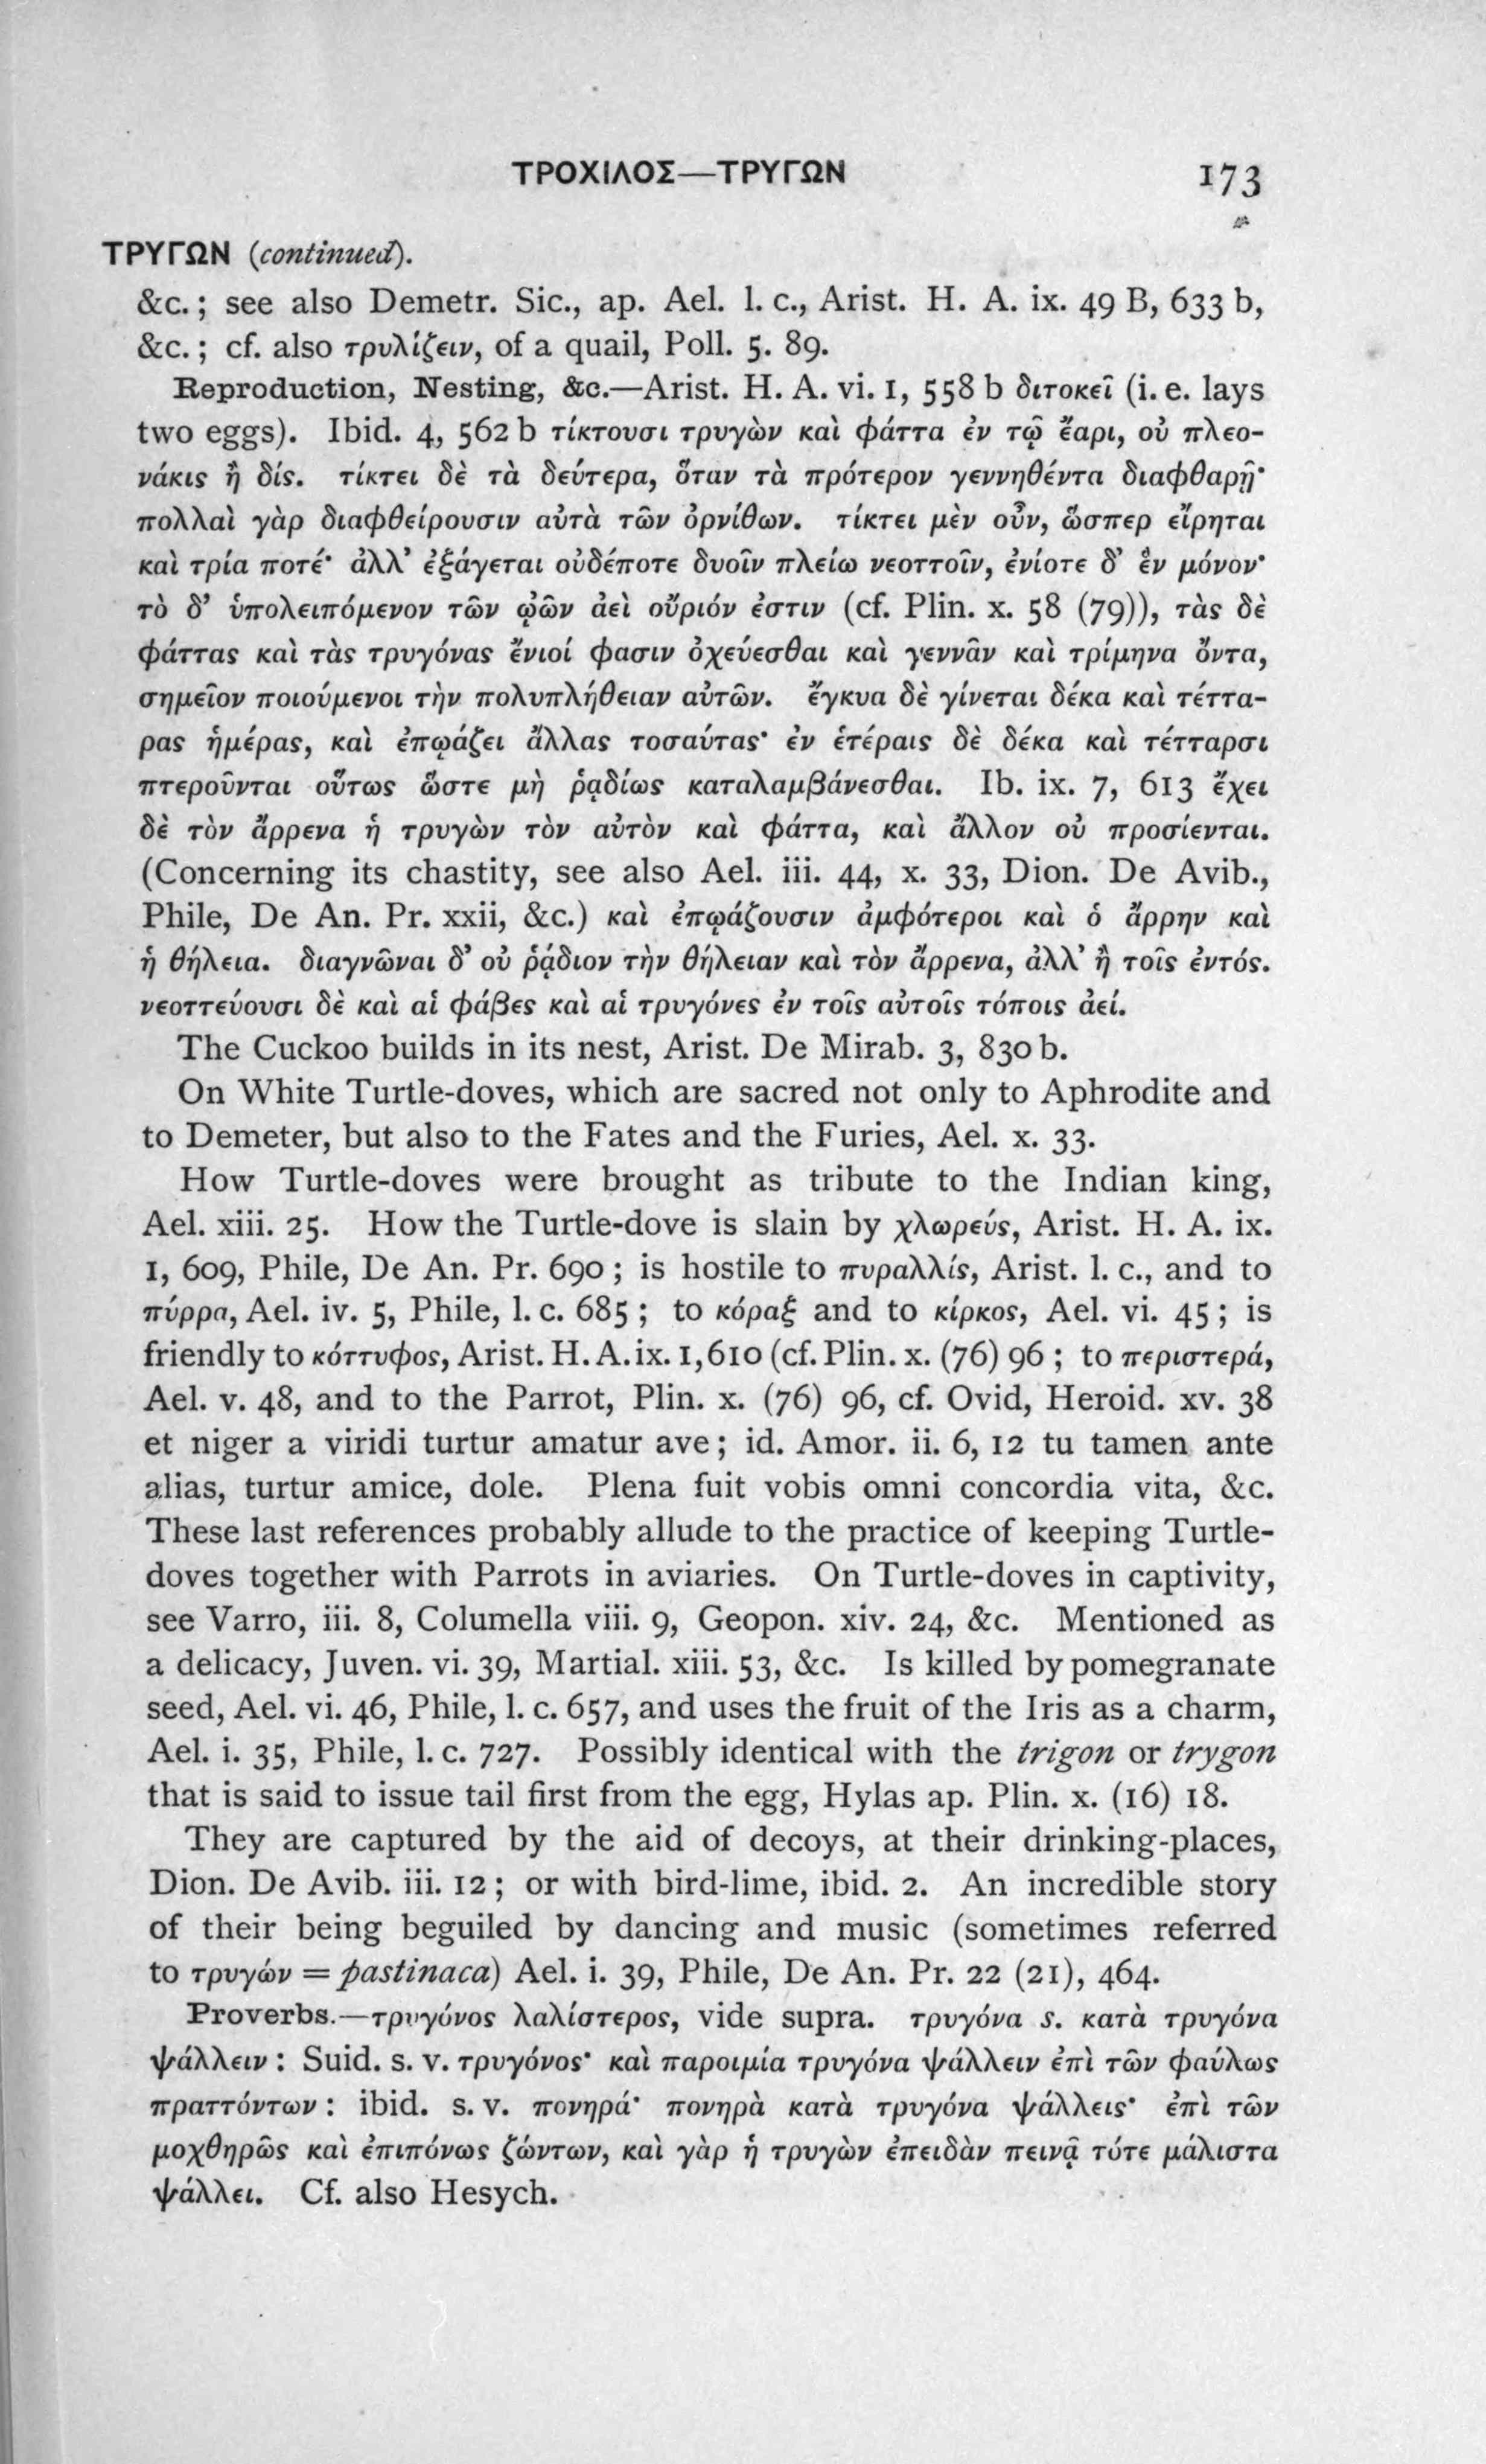 ΤΡΟΧΙΛΟΣ—ΤΡΥΓΩΝ 173
ΤΡΥΓΩΝ (continued).
&c.; see also Demetr. Sic., ap. Ael. l. c., Arist. H. A. ix. 49 B, 633 b,
&c.; cf. also τρυλίζειν, of a quail, Poll. 5. 89.
Reproduction, Nesting, &c.—Arist. H. A. vi. 1, 558 b διτοκεῖ (i. e. lays
two eggs). Ibid. 4, 562 b τίκτουσι τρυγὼν καὶ φάττα ἐν τῷ ἔαρι, οὐ πλεο-
νάκις ἢ δίς. τίκτει δὲ τὰ δεύτερα, ὅταν τὰ πρότερον γεννηθέντα διαφθαρῇ·
πολλαὶ γὰρ διαφθείρουσιν αὐτὰ τῶν ὀρνίθων. τίκτει μὲν οὖν, ὥσπερ εἴρηται
καὶ τρία ποτέ· ἀλλ’ ἐξάγεται οὐδέποτε δυοῖν πλείω νεοττοῖν, ἐνίοτε δ’ ἓν μόνον·
τὸ δ’ ὑπολειπόμενον τῶν ᾠῶν ἀεὶ οὔριόν ἐστιν (cf. Plin. x. 58 (79)), τὰς δὲ
φάττας καὶ τὰς τρυγόνας ἔνιοί φασιν ὀχεύεσθαι καὶ γεννᾶν καὶ τρίμηνα ὄντα,
σημεῖον ποιούμενοι τὴν πολυπλήθειαν αὐτῶν. ἔγκυα δὲ γίνεται δέκα καὶ τέττα-
ρας ἡμέρας, καὶ ἐπῳάζει ἄλλας τοσαύτας· ἐν ἑτέραις δὲ δέκα καὶ τέτταρσι
πτεροῦνται οὕτως ὥστε μὴ ῥᾳδίως καταλαμβάνεσθαι. Ib. ix. 7, 613 ἔχει
δὲ τὸν ἄρρενα ἡ τρυγὼν τὸν αὐτὸν καὶ φάττα, καὶ ἄλλον οὐ προσίενται.
(Concerning its chastity, see also Ael. iii. 44, x. 33, Dion. De Avib.,
Phile, De An. Pr. xxii, &c.) καὶ ἐπῳάζουσιν ἀμφότεροι καὶ ὁ ἄρρην καὶ
ἡ θήλεια. διαγνῶναι δ’ οὐ ῥᾴδιον τὴν θήλειαν καὶ τὸν ἄρρενα, ἀλλ’ ἢ τοῖς ἐντός.
νεοττεύουσι δὲ καὶ αἱ φάβες καὶ αἱ τρυγόνες ἐν τοῖς αὐτοῖς τόποις ἀεί.
The Cuckoo builds in its nest, Arist. De Mirab. 3, 830 b.
On White Turtle-doves, which are sacred not only to Aphrodite and
to Demeter, but also to the Fates and the Furies, Ael. x. 33.
How Turtle-doves were brought as tribute to the Indian king,
Ael. xiii. 25. How the Turtle-dove is slain by χλωρεύς, Arist. H. A. ix.
1, 609, Phile, De An. Pr. 690; is hostile to πυραλλίς, Arist. l. c., and to
πύρρα, Ael. iv. 5, Phile, l. c. 685; to κόραξ and to κίρκος, Ael. vi. 45; is
friendly to κόττυφος, Arist. H. A. ix. 1, 610 (cf. Plin. x. (76) 96; to περιστερά,
Ael. v. 48, and to the Parrot, Plin. x. (76) 96, cf. Ovid, Heroid. xv. 38
et niger a viridi turtur amatur ave; id. Amor. ii. 6, 12 tu tamen ante
alias, turtur amice, dole. Plena fuit vobis omni concordia vita, &c.
These last references probably allude to the practice of keeping Turtle-
doves together with Parrots in aviaries. On Turtle-doves in captivity,
see Varro, iii. 8, Columella viii. 9, Geopon. xiv. 24, &c. Mentioned as
a delicacy, Juven. vi. 39, Martial. xiii. 53, &c. Is killed by pomegranate
seed, Ael. vi. 46, Phile, l. c. 657, and uses the fruit of the Iris as a charm,
Ael. i. 35, Phile, l. c. 727. Possibly identical with the trigon or trygon
that is said to issue tail first from the egg, Hylas ap. Plin. x. (16) 18.
They are captured by the aid of decoys, at their drinking-places,
Dion. De Avib. iii. 12; or with bird-lime, ibid. 2. An incredible story
of their being beguiled by dancing and music (sometimes referred
to τρυγών = pastinaca) Ael. i. 39, Phile, De An. Pr. 22 (21), 464.
Proverbs.—τρυγόνος λαλίστερος, vide supra. τρυγόνα s. κατὰ τρυγόνα
ψάλλειν: Suid. s. v. τρυγόνος· καὶ παροιμία τρυγόνα ψάλλειν ἐπὶ τῶν φαύλως
πραττόντων: ibid. s. v. πονηρά· πονηρὰ κατὰ τρυγόνα ψάλλεις· ἐπὶ τῶν
μοχθηρῶς καὶ ἐπιπόνως ζώντων, καὶ γὰρ ἡ τρυγὼν ἐπειδὰν πεινᾷ τότε μάλιστα
ψάλλει. Cf. also Hesych.